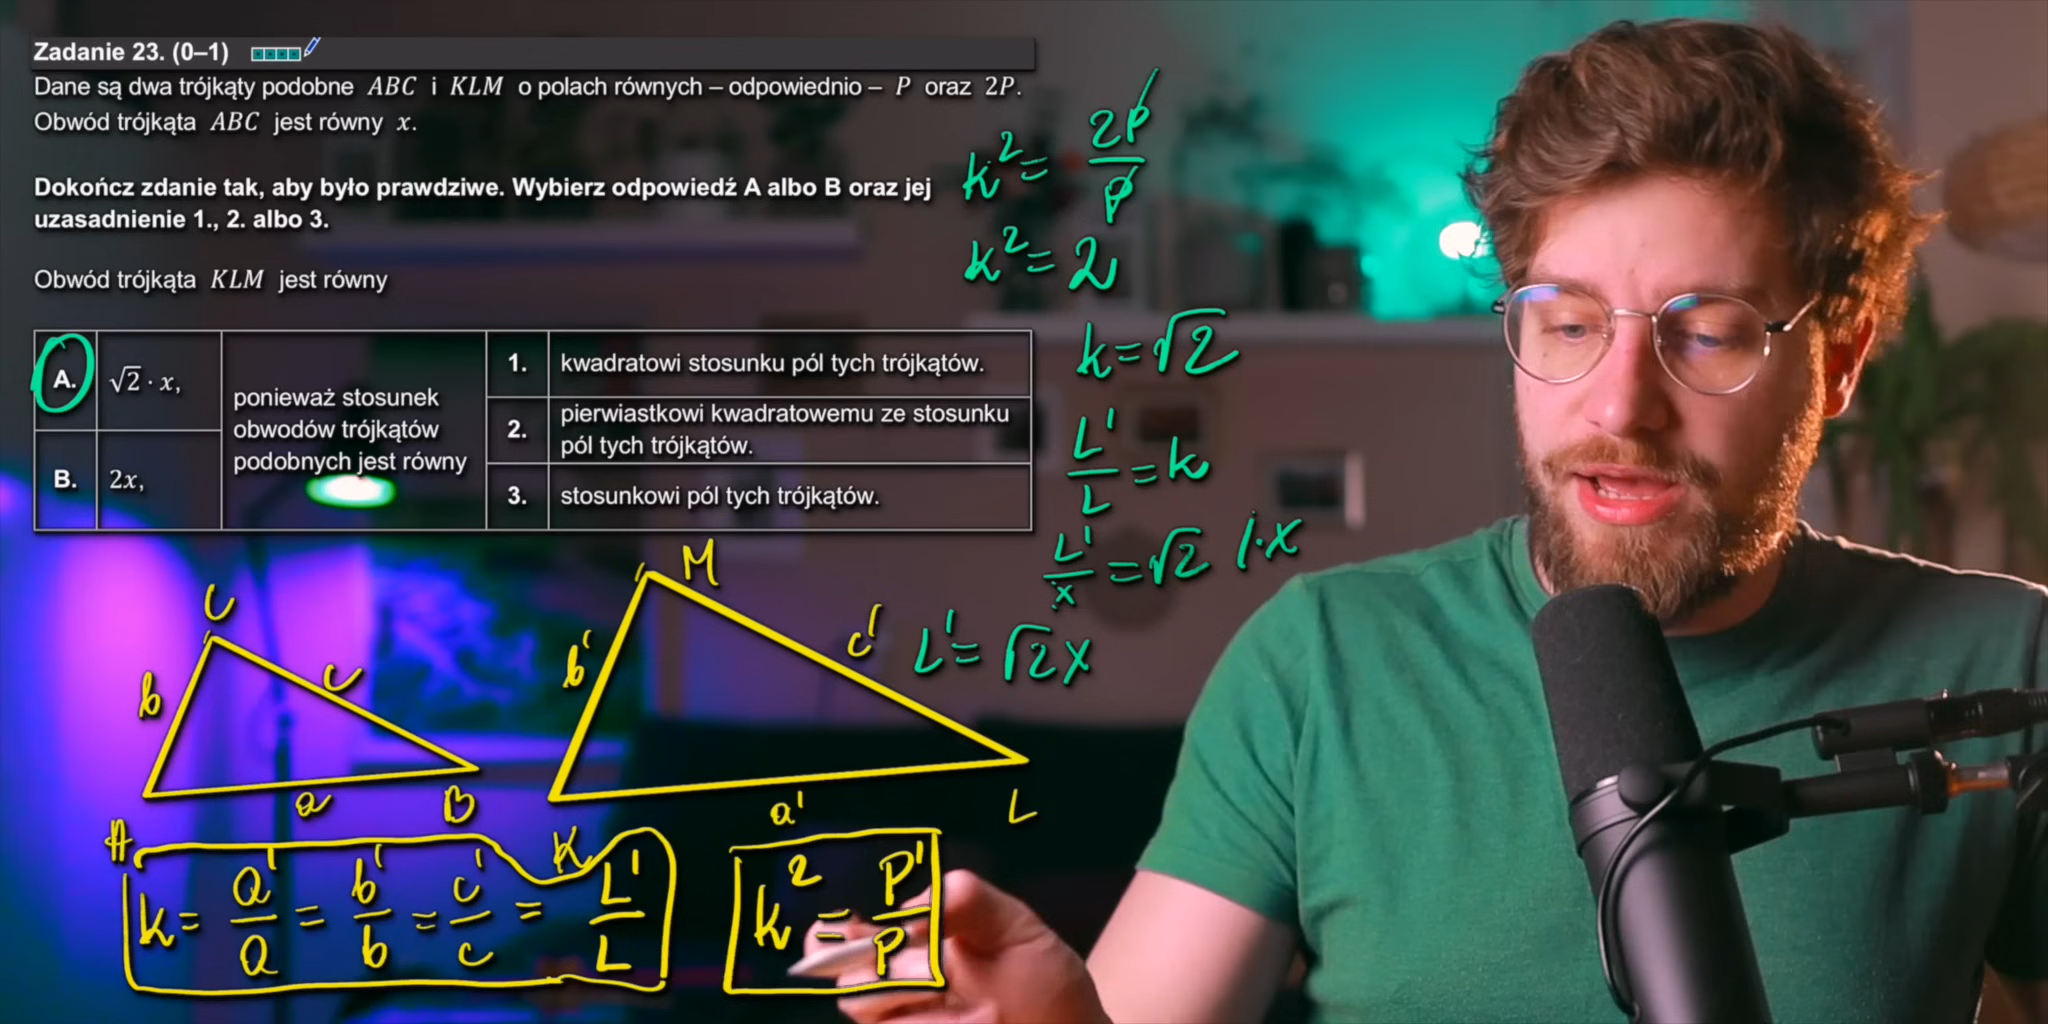 Zadanie 23. (0–1)
Dane są dwa trójkąty podobne ABC i KLM o polach równych – odpowiednio – P oraz 2P.
Obwód trójkąta ABC jest równy x.
Dokończ zdanie tak, aby było prawdziwe. Wybierz odpowiedź A albo B oraz jej
uzasadnienie 1., 2. albo 3.
Obwód trójkąta KLM jest równy
A. √2 · x,
B. 2x,
ponieważ stosunek
obwodów trójkątów
podobnych jest równy
1. kwadratowi stosunku pól tych trójkątów.
2. pierwiastkowi kwadratowemu ze stosunku
pól tych trójkątów.
3. stosunkowi pól tych trójkątów.
k² = 2P/P
k² = 2
k = √2
L'/L = k
L'/x = √2 /·x
L' = √2x
C
b
c
a
A
B
M
b'
c'
a'
K
L
k = a'/a = b'/b = c'/c = L'/L
k² = P'/P